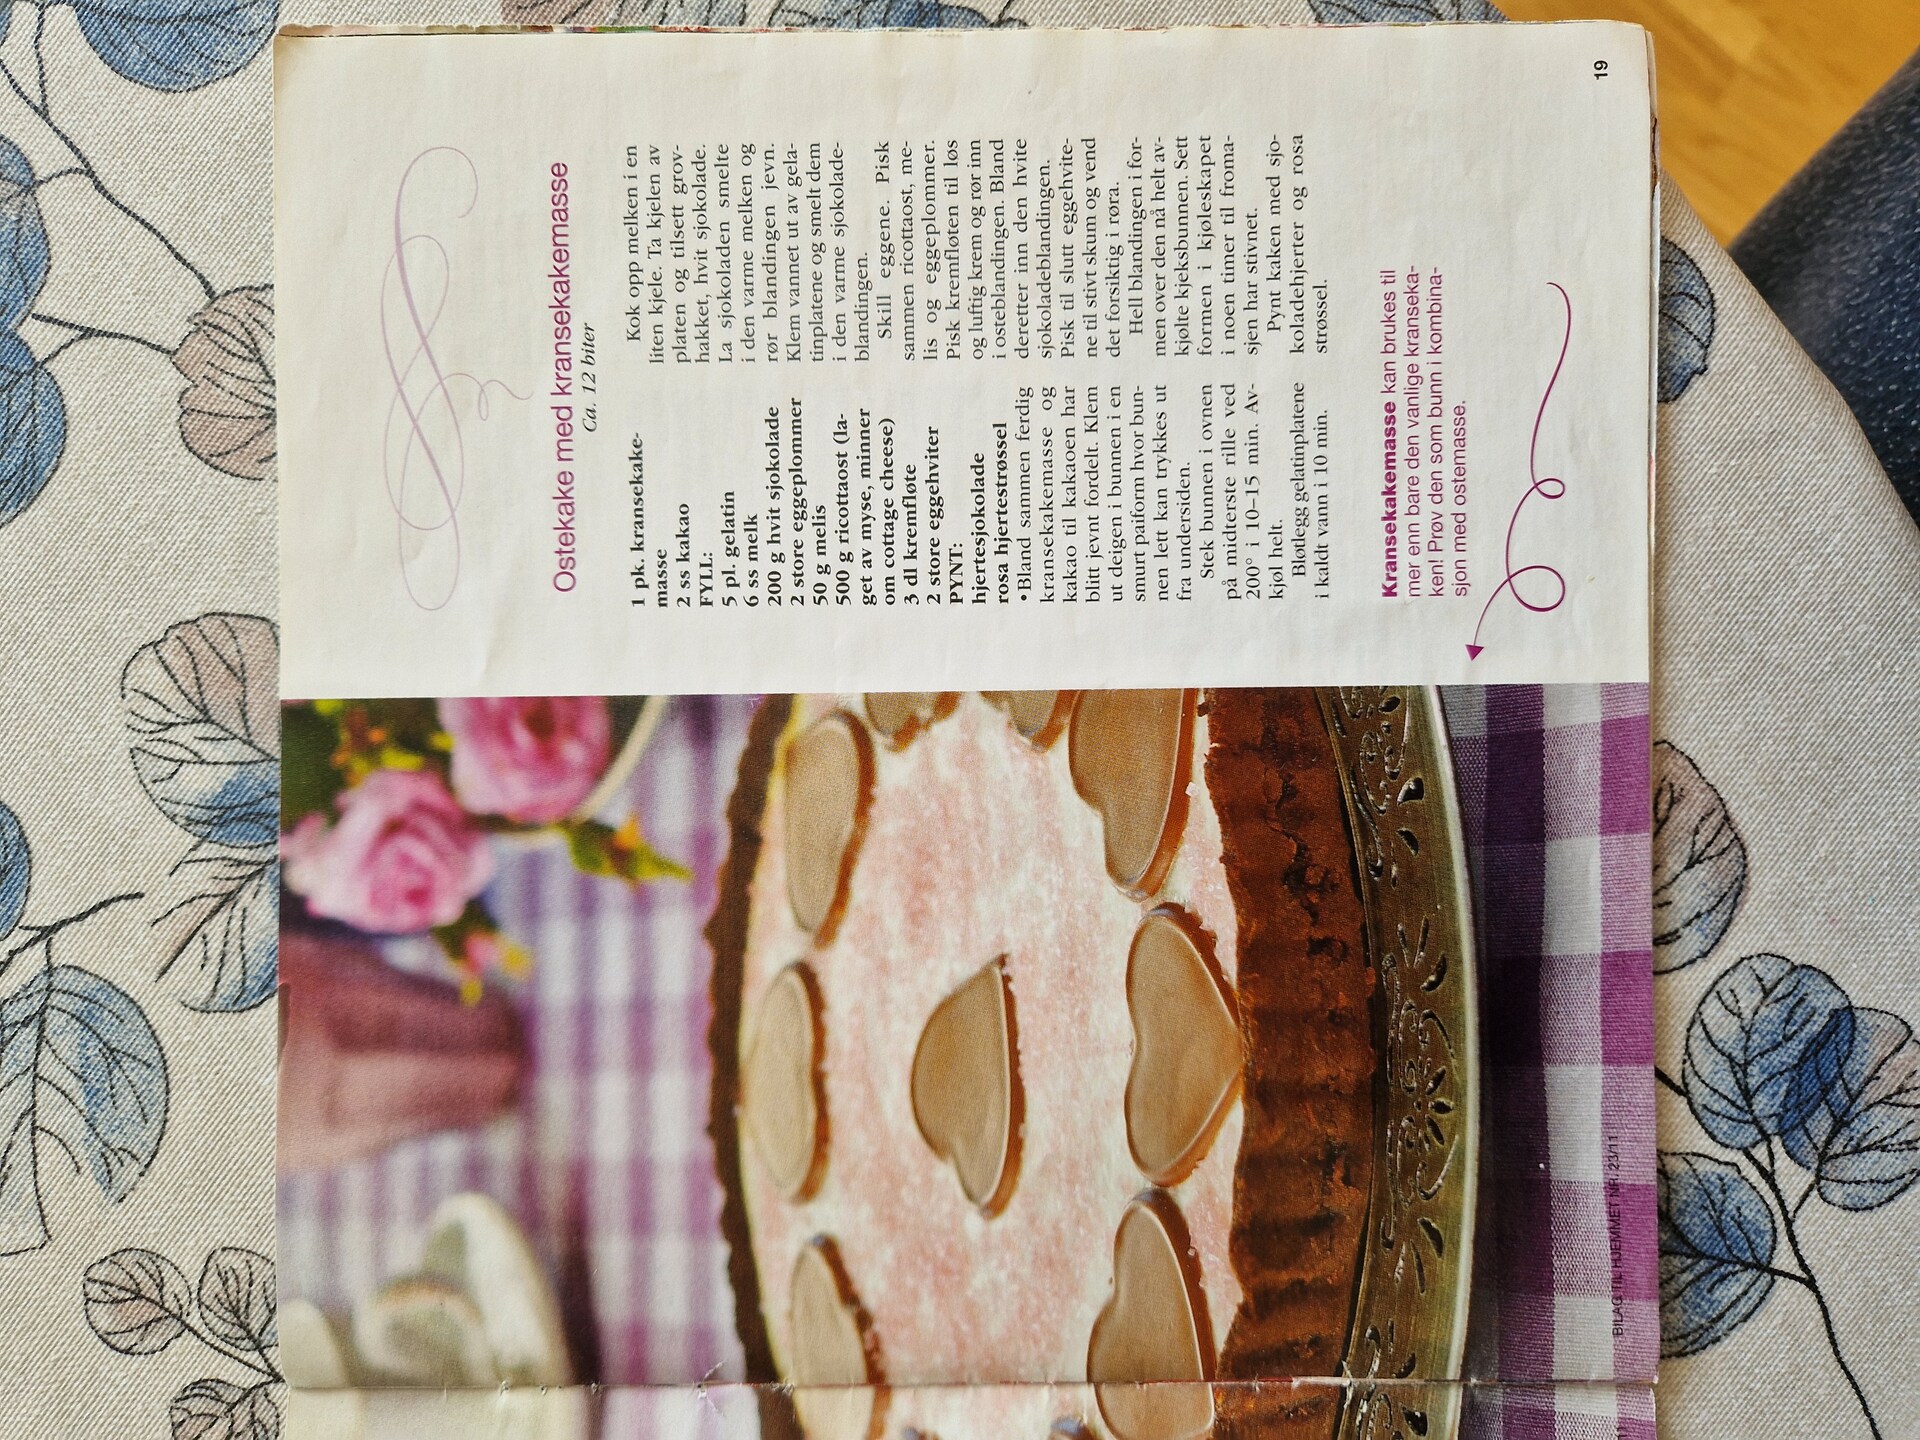 Ostekake med kransekakemasse
Ca. 12 biter
1 pk. kransekake-
masse
2 ss kakao
FYLL:
5 pl. gelatin
6 ss melk
200 g hvit sjokolade
2 store eggeplommer
50 g melis
500 g ricottaost (la-
get av myse, minner
om cottage cheese)
3 dl kremfløte
2 store eggehviter
PYNT:
hjertesjokolade
rosa hjertestrøssel
•Bland sammen ferdig
kransekakemasse og
kakao til kakaoen har
blitt jevnt fordelt. Klem
ut deigen i bunnen i en
smurt paiform hvor bun-
nen lett kan trykkes ut
fra undersiden.
Stek bunnen i ovnen
på midterste rille ved
200° i 10–15 min. Av-
kjøl helt.
Bløtlegg gelatinplatene
i kaldt vann i 10 min.
Kok opp melken i en
liten kjele. Ta kjelen av
platen og tilsett grov-
hakket, hvit sjokolade.
La sjokoladen smelte
i den varme melken og
rør blandingen jevn.
Klem vannet ut av gela-
tinplatene og smelt dem
i den varme sjokolade-
blandingen.
Skill eggene. Pisk
sammen ricottaost, me-
lis og eggeplommer.
Pisk kremfløten til løs
og luftig krem og rør inn
i osteblandingen. Bland
deretter inn den hvite
sjokoladeblandingen.
Pisk til slutt eggehvite-
ne til stivt skum og vend
det forsiktig i røra.
Hell blandingen i for-
men over den nå helt av-
kjølte kjeksbunnen. Sett
formen i kjøleskapet
i noen timer til froma-
sjen har stivnet.
Pynt kaken med sjo-
koladehjerter og rosa
strøssel.
Kransekakemasse kan brukes til
mer enn bare den vanlige kranseka-
ken! Prøv den som bunn i kombina-
sjon med ostemasse.
11
BILAG TIL HJEMMET NR. 23/11
19